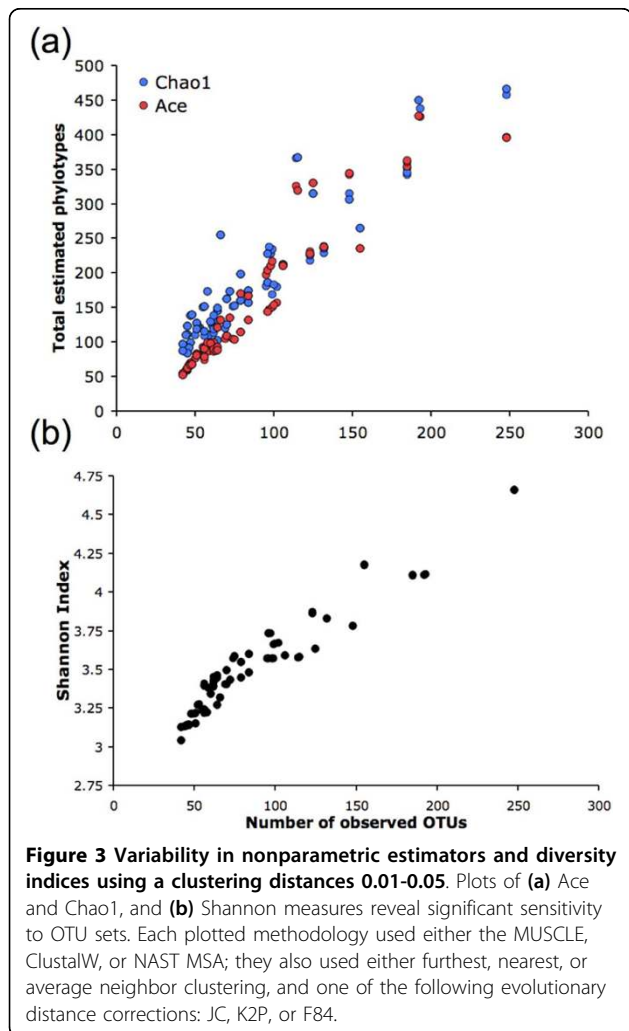 (a)
500
450
400
350
300
250
200
150
100
50
0
Total estimated phylotypes
Chao1
Ace
0 50 100 150 200 250 300
(b)
4.75
4.5
4.25
4
3.75
3.5
3.25
3
2.75
Shannon Index
0 50 100 150 200 250 300
Number of observed OTUs
Figure 3 Variability in nonparametric estimators and diversity
indices using a clustering distances 0.01-0.05. Plots of (a) Ace
and Chao1, and (b) Shannon measures reveal significant sensitivity
to OTU sets. Each plotted methodology used either the MUSCLE,
ClustalW, or NAST MSA; they also used either furthest, nearest, or
average neighbor clustering, and one of the following evolutionary
distance corrections: JC, K2P, or F84.